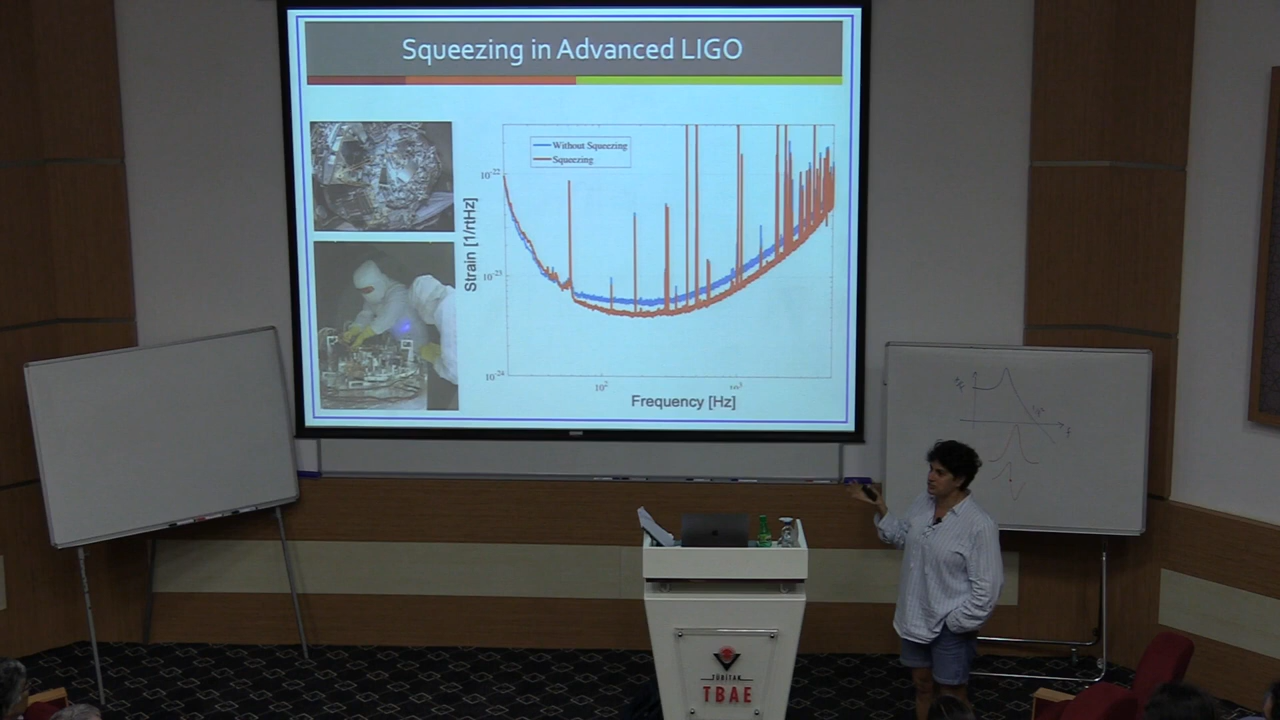 Squeezing in Advanced LIGO
Without Squeezing
Squeezing
10-22
10-23
10-24
Strain [1/rtHz]
10²
10³
Frequency [Hz]
TÜBİTAK
TBAE